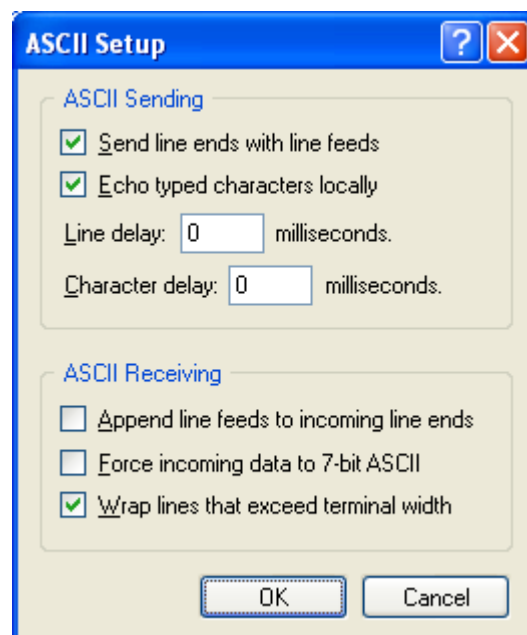 ASCII Setup
ASCII Sending
Send line ends with line feeds
Echo typed characters locally
Line delay: 0 milliseconds.
Character delay: 0 milliseconds.
ASCII Receiving
Append line feeds to incoming line ends
Force incoming data to 7-bit ASCII
Wrap lines that exceed terminal width
OK Cancel